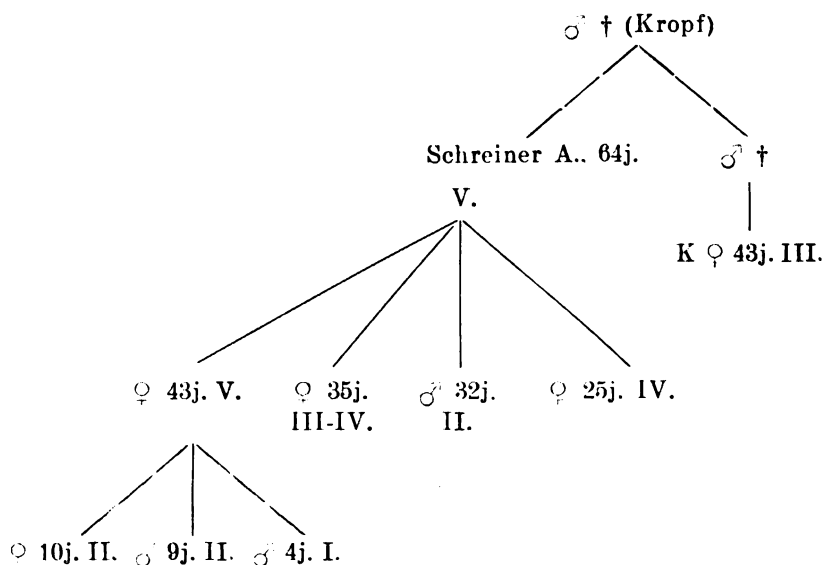 ♂ † (Kropf)
Schreiner A., 64j. ♂ †
V.
K ♀ 43j. III.
♀ 43j. V. ♀ 35j. ♂ 32j. ♀ 25j. IV.
III-IV. II.
♀ 10j. II. ♂ 9j. II. ♂ 4j. I.